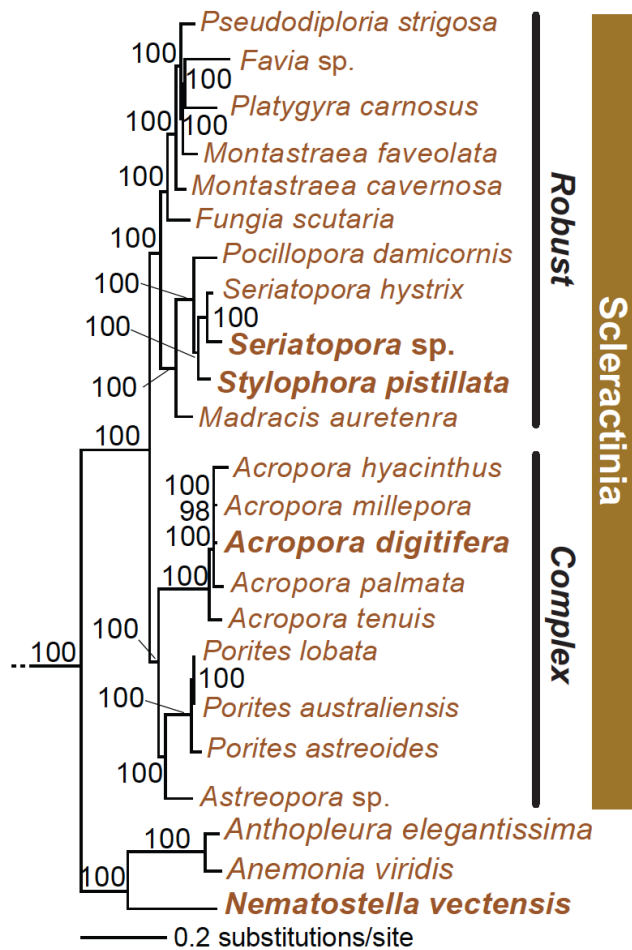 Pseudodiploria strigosa
100
Favia sp.
100
Platygyra carnosus
100
100
Montastraea faveolata
Montastraea cavernosa
100
Fungia scutaria
100
Pocillopora damicornis
100
Seriatopora hystrix
100
100
Seriatopora sp.
Stylophora pistillata
100
Madracis auretenra
100
Robust
Scleractinia
Acropora hyacinthus
100
Acropora millepora
98
100
Acropora digitifera
100
Acropora palmata
Acropora tenuis
Complex
100
Porites lobata
100
100
100
Porites australiensis
Porites astreoides
100
Astreopora sp.
Anthopleura elegantissima
100
Anemonia viridis
100
Nematostella vectensis
0.2 substitutions/site